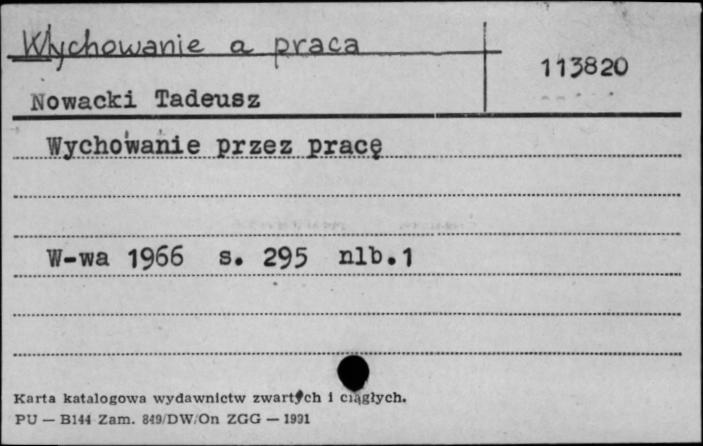 Wychowanie a praca
113820
Nowacki Tadeusz
Wychowanie przez pracę
W-wa 1966 s. 295 nlb.1
Karta katalogowa wydawnictw zwartych i ciągłych.
PU — B144 Zam. 849/DW/On ZGG — 1991